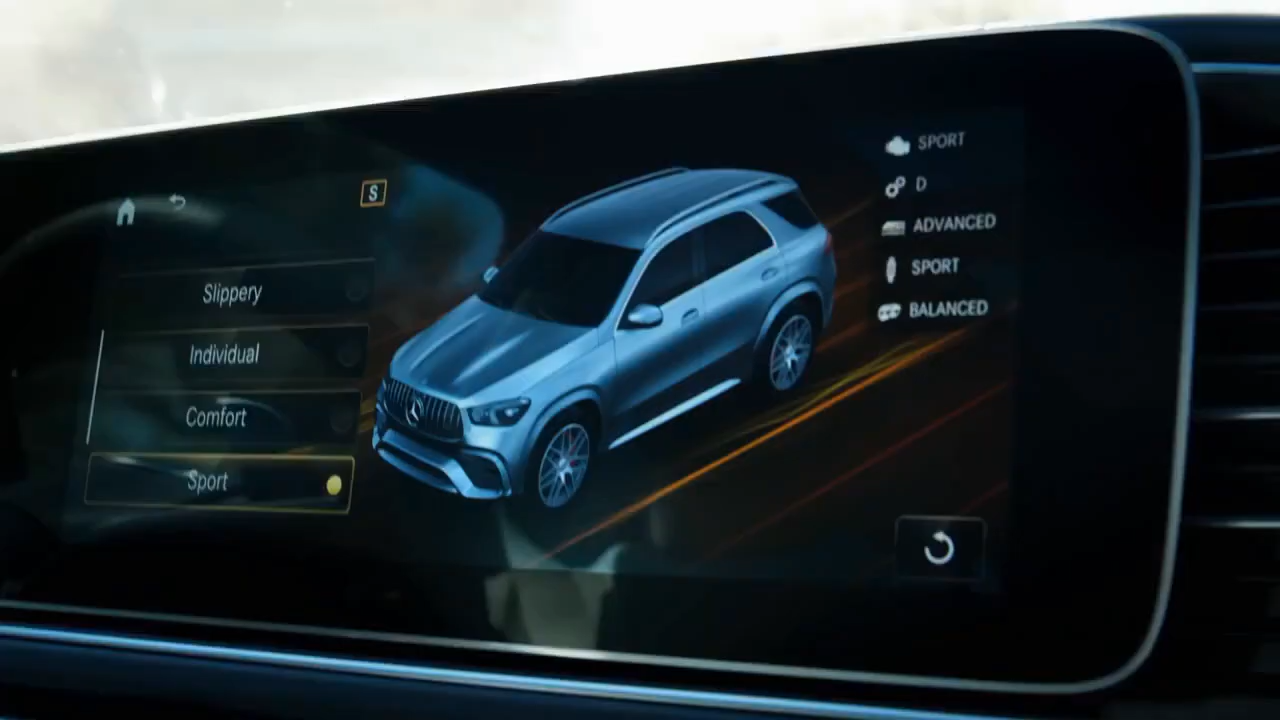 S
Slippery
Individual
Comfort
Sport
SPORT
D
ADVANCED
SPORT
BALANCED